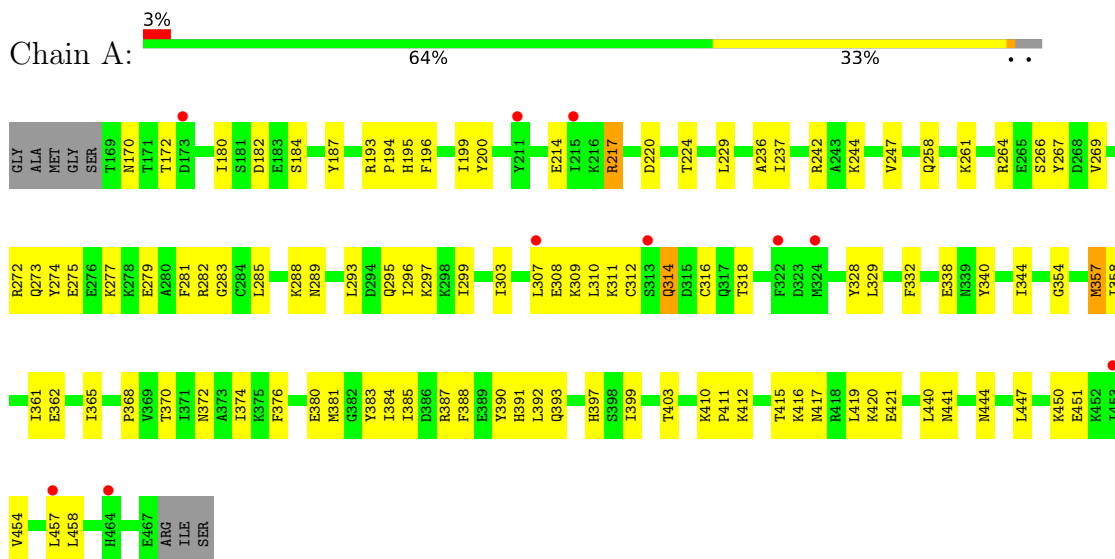 3%
Chain A:
64% 33% • •
GLY ALA MET GLY SER T169 N170 T171 T172 D173 I180 S181 D182 E183 S184 Y187 R193 P194 H195 F196 I199 Y200 Y211 E214 I215 K216 R217 D220 T224 L229 A236 I237 R242 A243 K244 V247 Q258 K261 R264 E265 S266 Y267 D268 V269
R272 Q273 Y274 E275 E276 K277 K278 E279 A280 F281 R282 G283 C284 L285 K288 N289 L293 D294 Q295 I296 K297 K298 I299 I303 L307 E308 K309 L310 K311 C312 S313 Q314 D315 C316 Q317 T318 F322 D323 M324 Y328 L329 F332 E338 N339 Y340 I344 G354 M357 I358
I361 E362 I365 P368 V369 T370 I371 N372 A373 I374 K375 F376 E380 M381 G382 Y383 I384 I385 D386 R387 F388 E389 Y390 H391 L392 Q393 H397 S398 I399 T403 K410 P411 K412 T415 K416 N417 R418 L419 K420 E421 L440 N441 N444 L447 K450 E451 K452 I453
V454 L457 L458 H464 E467 ARG ILE SER